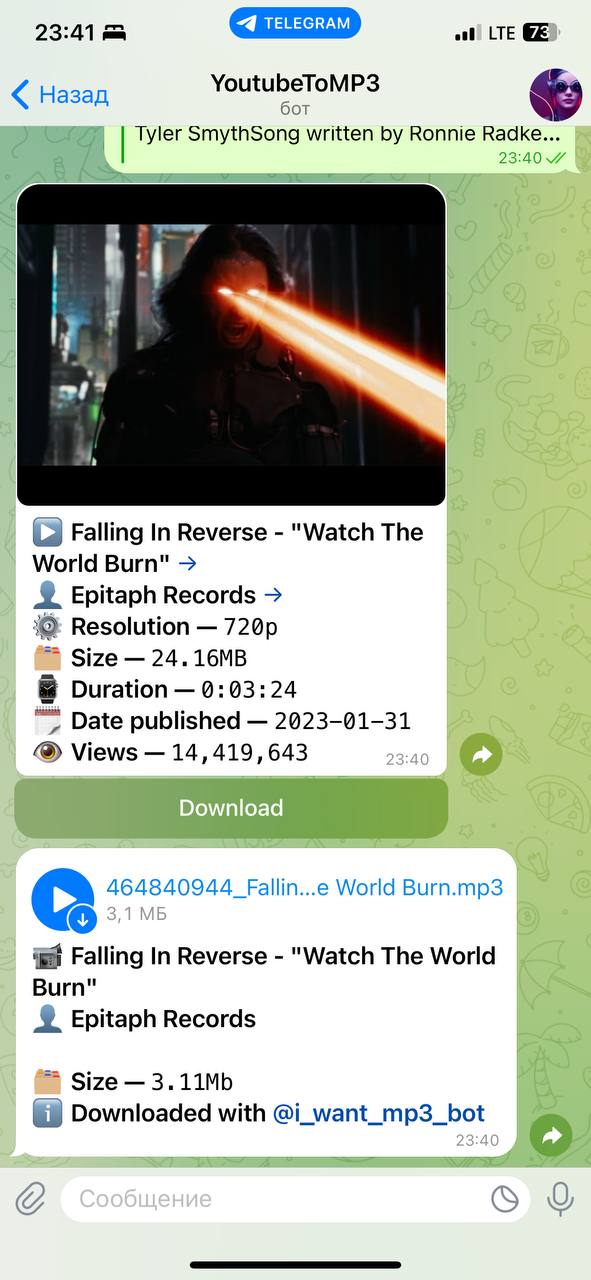 23:41
TELEGRAM
LTE
73
Назад
YoutubeToMP3
бот
Tyler SmythSong written by Ronnie Radke...
23:40
Falling In Reverse - "Watch The
World Burn" →
Epitaph Records →
Resolution — 720p
Size — 24.16MB
Duration — 0:03:24
Date published — 2023-01-31
Views — 14,419,643
23:40
Download
464840944_Fallin...e World Burn.mp3
3,1 МБ
Falling In Reverse - "Watch The World
Burn"
Epitaph Records
Size — 3.11Mb
Downloaded with @i_want_mp3_bot
23:40
Сообщение